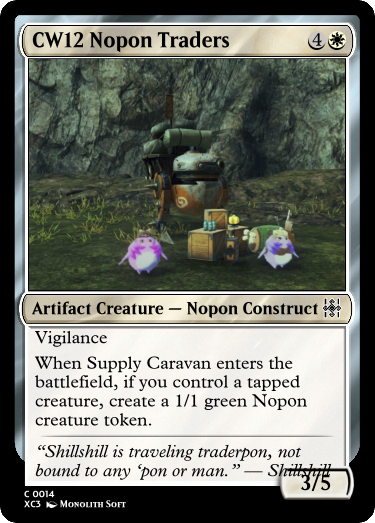 CW12 Nopon Traders 4
Artifact Creature — Nopon Construct
Vigilance
When Supply Caravan enters the
battlefield, if you control a tapped
creature, create a 1/1 green Nopon
creature token.
“Shillshill is traveling traderpon, not
bound to any ‘pon or man.” — Shillshill
3/5
C 0014
XC3 Monolith Soft